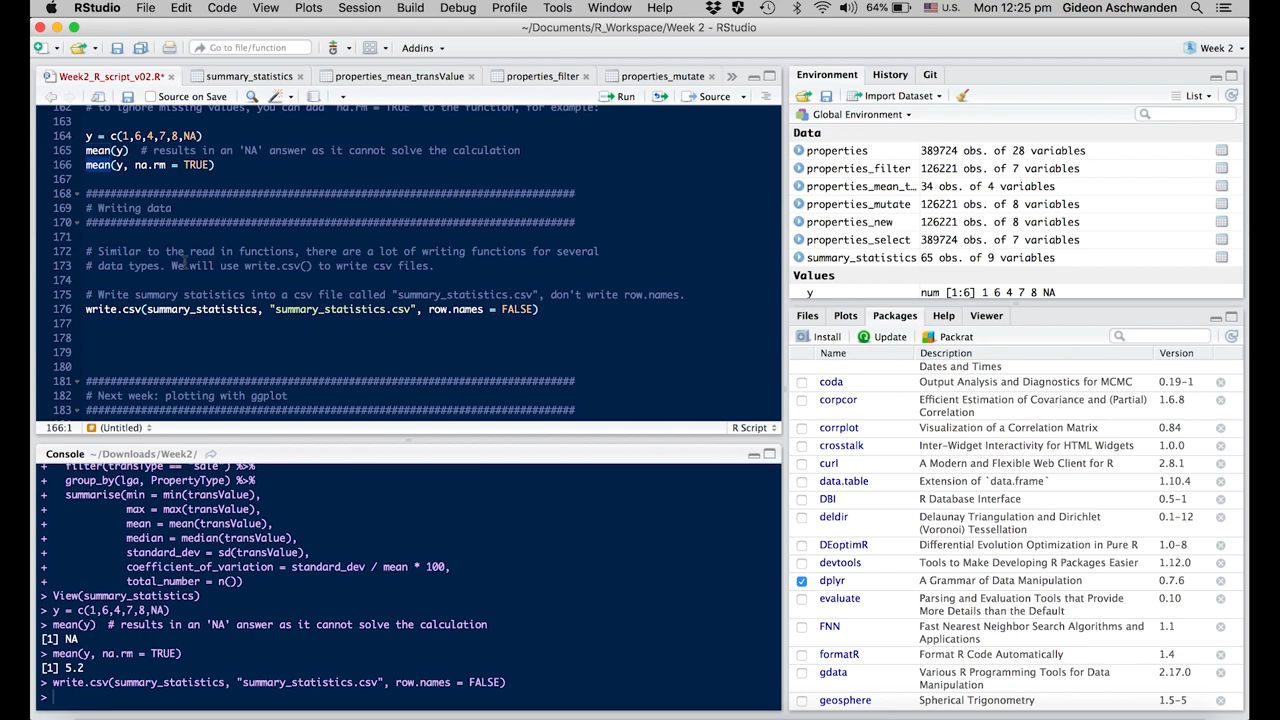 RStudio File Edit Code View Plots Session Build Debug Profile Tools Window Help 64% U.S. Mon 12:25 pm Gideon Aschwanden
~/Documents/R_Workspace/Week 2 - RStudio
Go to file/function Addins Week 2
Week2_R_script_v02.R* summary_statistics properties_mean_transValue properties_filter properties_mutate
Source on Save Run Source
162 # to ignore missing values, you can add `na.rm = TRUE` to the function, for example:
163
164 y = c(1,6,4,7,8,NA)
165 mean(y) # results in an 'NA' answer as it cannot solve the calculation
166 mean(y, na.rm = TRUE)
167
168 ###############################################################################
169 # Writing data
170 ###############################################################################
171
172 # Similar to the read in functions, there are a lot of writing functions for several
173 # data types. We will use write.csv() to write csv files.
174
175 # Write summary statistics into a csv file called "summary_statistics.csv", don't write row.names.
176 write.csv(summary_statistics, "summary_statistics.csv", row.names = FALSE)
177
178
179
180
181 ###############################################################################
182 # Next week: plotting with ggplot
183 ###############################################################################
166:1 (Untitled) R Script
Console ~/Downloads/Week2/
+ filter(transType == "sale") %>%
+ group_by(lga, PropertyType) %>%
+ summarise(min = min(transValue),
+ max = max(transValue),
+ mean = mean(transValue),
+ median = median(transValue),
+ standard_dev = sd(transValue),
+ coefficient_of_variation = standard_dev / mean * 100,
+ total_number = n())
> View(summary_statistics)
> y = c(1,6,4,7,8,NA)
> mean(y) # results in an 'NA' answer as it cannot solve the calculation
[1] NA
> mean(y, na.rm = TRUE)
[1] 5.2
> write.csv(summary_statistics, "summary_statistics.csv", row.names = FALSE)
>
Environment History Git
Import Dataset List
Global Environment
Data
properties 389724 obs. of 28 variables
properties_filter 126221 obs. of 7 variables
properties_mean_t… 34 obs. of 4 variables
properties_mutate 126221 obs. of 8 variables
properties_new 126221 obs. of 8 variables
properties_select 389724 obs. of 7 variables
summary_statistics 65 obs. of 9 variables
Values
y num [1:6] 1 6 4 7 8 NA
Files Plots Packages Help Viewer
Install Update Packrat
Name Description Version
Dates and Times
coda Output Analysis and Diagnostics for MCMC 0.19-1
corpcor Efficient Estimation of Covariance and (Partial) 1.6.8
Correlation
corrplot Visualization of a Correlation Matrix 0.84
crosstalk Inter-Widget Interactivity for HTML Widgets 1.0.0
curl A Modern and Flexible Web Client for R 2.8.1
data.table Extension of `data.frame` 1.10.4
DBI R Database Interface 0.5-1
deldir Delaunay Triangulation and Dirichlet 0.1-12
(Voronoi) Tessellation
DEoptimR Differential Evolution Optimization in Pure R 1.0-8
devtools Tools to Make Developing R Packages Easier 1.12.0
dplyr A Grammar of Data Manipulation 0.7.6
evaluate Parsing and Evaluation Tools that Provide 0.10
More Details than the Default
FNN Fast Nearest Neighbor Search Algorithms and 1.1
Applications
formatR Format R Code Automatically 1.4
gdata Various R Programming Tools for Data 2.17.0
Manipulation
geosphere Spherical Trigonometry 1.5-5